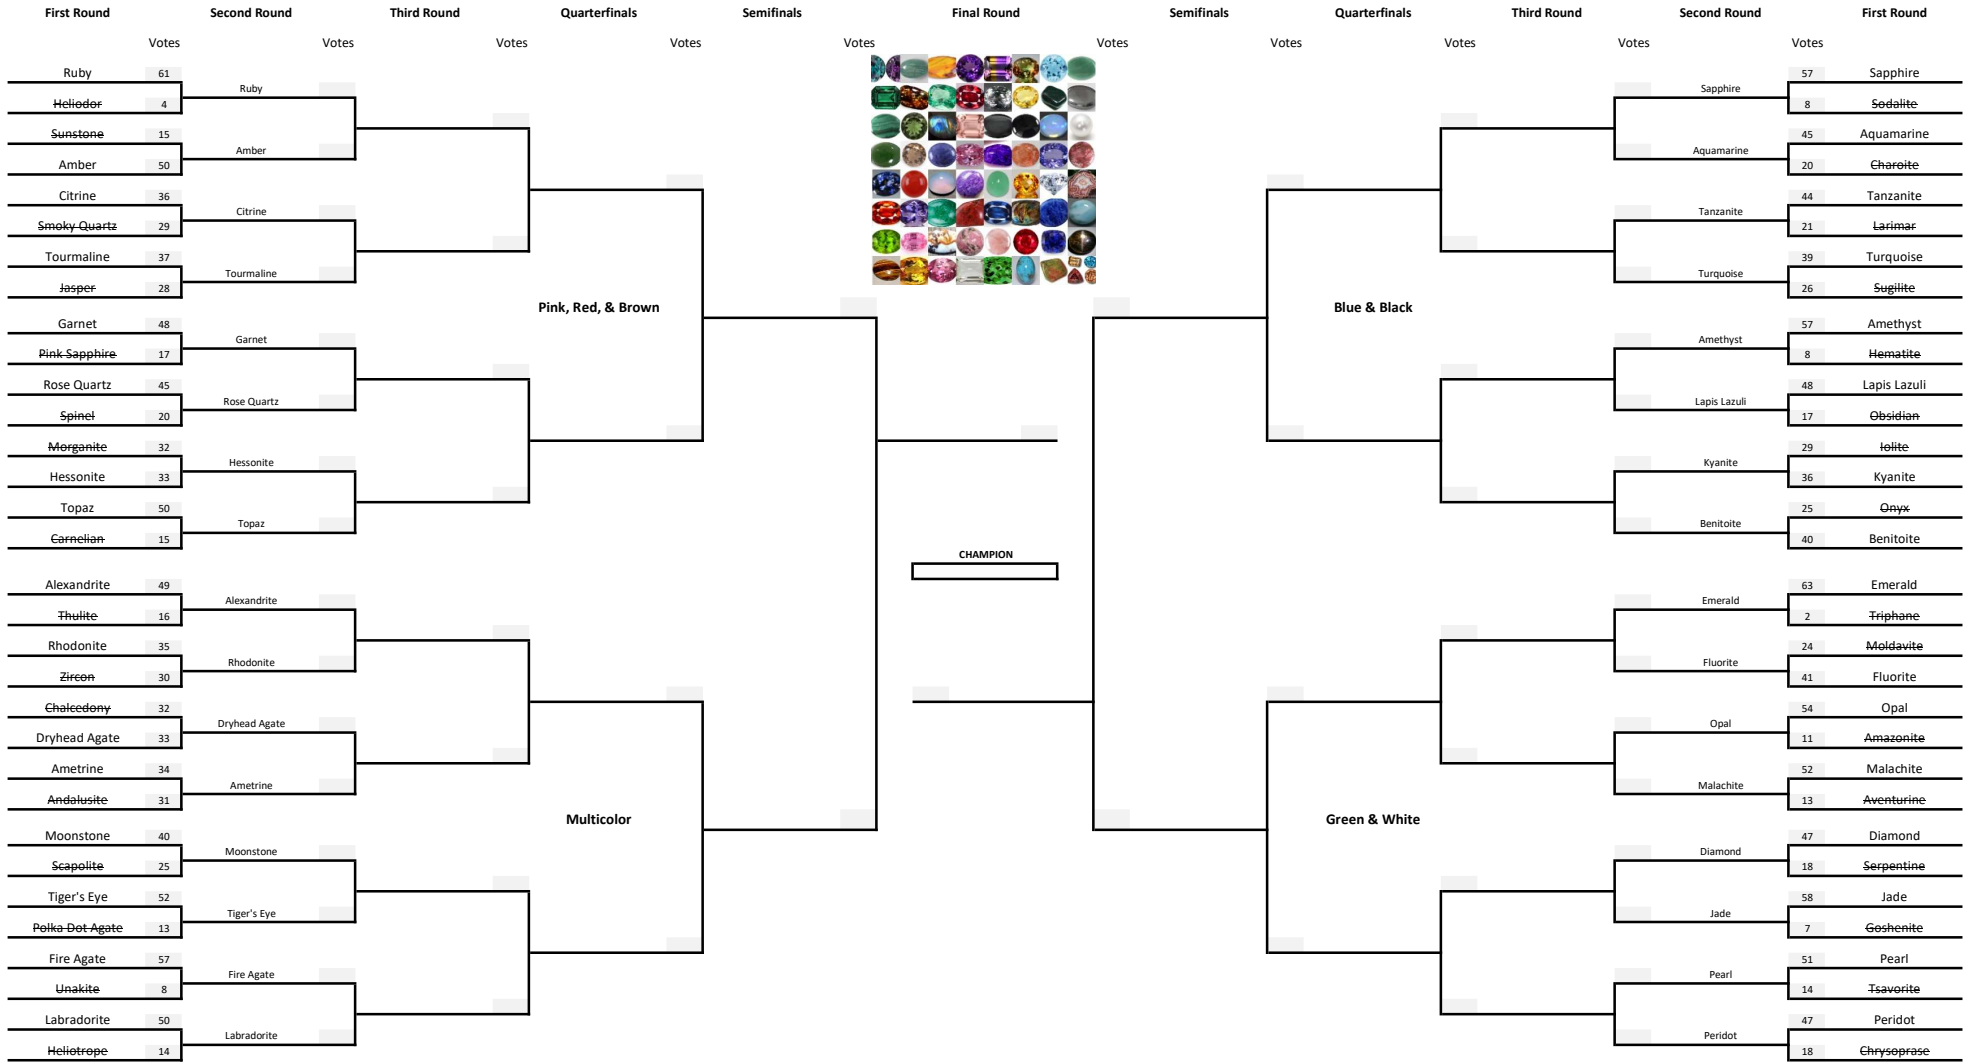 First Round Second Round Third Round Quarterfinals Semifinals Final Round Semifinals Quarterfinals Third Round Second Round First Round
Votes Votes Votes Votes Votes Votes Votes Votes Votes Votes
Ruby 61
Ruby
Heliodor 4
Sunstone 15
Amber
Amber 50
Citrine 36
Citrine
Smoky Quartz 29
Tourmaline 37
Tourmaline
Jasper 28
Pink, Red, & Brown
Garnet 48
Garnet
Pink Sapphire 17
Rose Quartz 45
Rose Quartz
Spinel 20
Morganite 32
Hessonite
Hessonite 33
Topaz 50
Topaz
Carnelian 15
Alexandrite 49
Alexandrite
Thulite 16
Rhodonite 35
Rhodonite
Zircon 30
Chalcedony 32
Dryhead Agate
Dryhead Agate 33
Ametrine 34
Ametrine
Andalusite 31
Multicolor
Moonstone 40
Moonstone
Scapolite 25
Tiger's Eye 52
Tiger's Eye
Polka Dot Agate 13
Fire Agate 57
Fire Agate
Unakite 8
Labradorite 50
Labradorite
Heliotrope 14
CHAMPION
57 Sapphire
Sapphire
8 Sodalite
45 Aquamarine
Aquamarine
20 Charoite
44 Tanzanite
Tanzanite
21 Larimar
39 Turquoise
Turquoise
26 Sugilite
Blue & Black
57 Amethyst
Amethyst
8 Hematite
48 Lapis Lazuli
Lapis Lazuli
17 Obsidian
29 Iolite
Kyanite
36 Kyanite
25 Onyx
Benitoite
40 Benitoite
63 Emerald
Emerald
2 Triphane
24 Moldavite
Fluorite
41 Fluorite
54 Opal
Opal
11 Amazonite
52 Malachite
Malachite
13 Aventurine
Green & White
47 Diamond
Diamond
18 Serpentine
58 Jade
Jade
7 Goshenite
51 Pearl
Pearl
14 Tsavorite
47 Peridot
Peridot
18 Chrysoprase